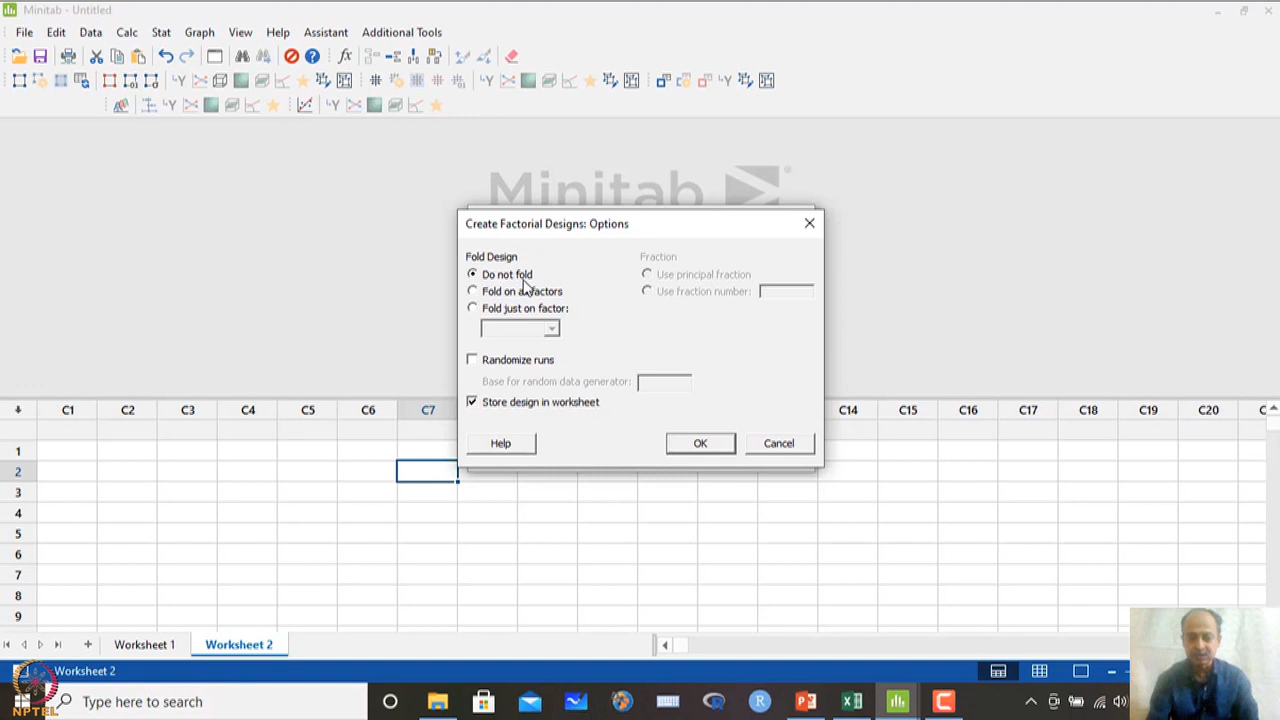 Minitab - Untitled
File Edit Data Calc Stat Graph View Help Assistant Additional Tools
Minitab
Create Factorial Designs: Options
Fold Design
Fraction
Do not fold
Use principal fraction
Fold on factors
Use fraction number:
Fold just on factor:
Randomize runs
Base for random data generator:
Store design in worksheet
Help OK Cancel
C1 C2 C3 C4 C5 C6 C7 C14 C15 C16 C17 C18 C19 C20
1
2
3
4
5
6
7
8
9
Worksheet 1 Worksheet 2
Worksheet 2
Type here to search
NPTEL